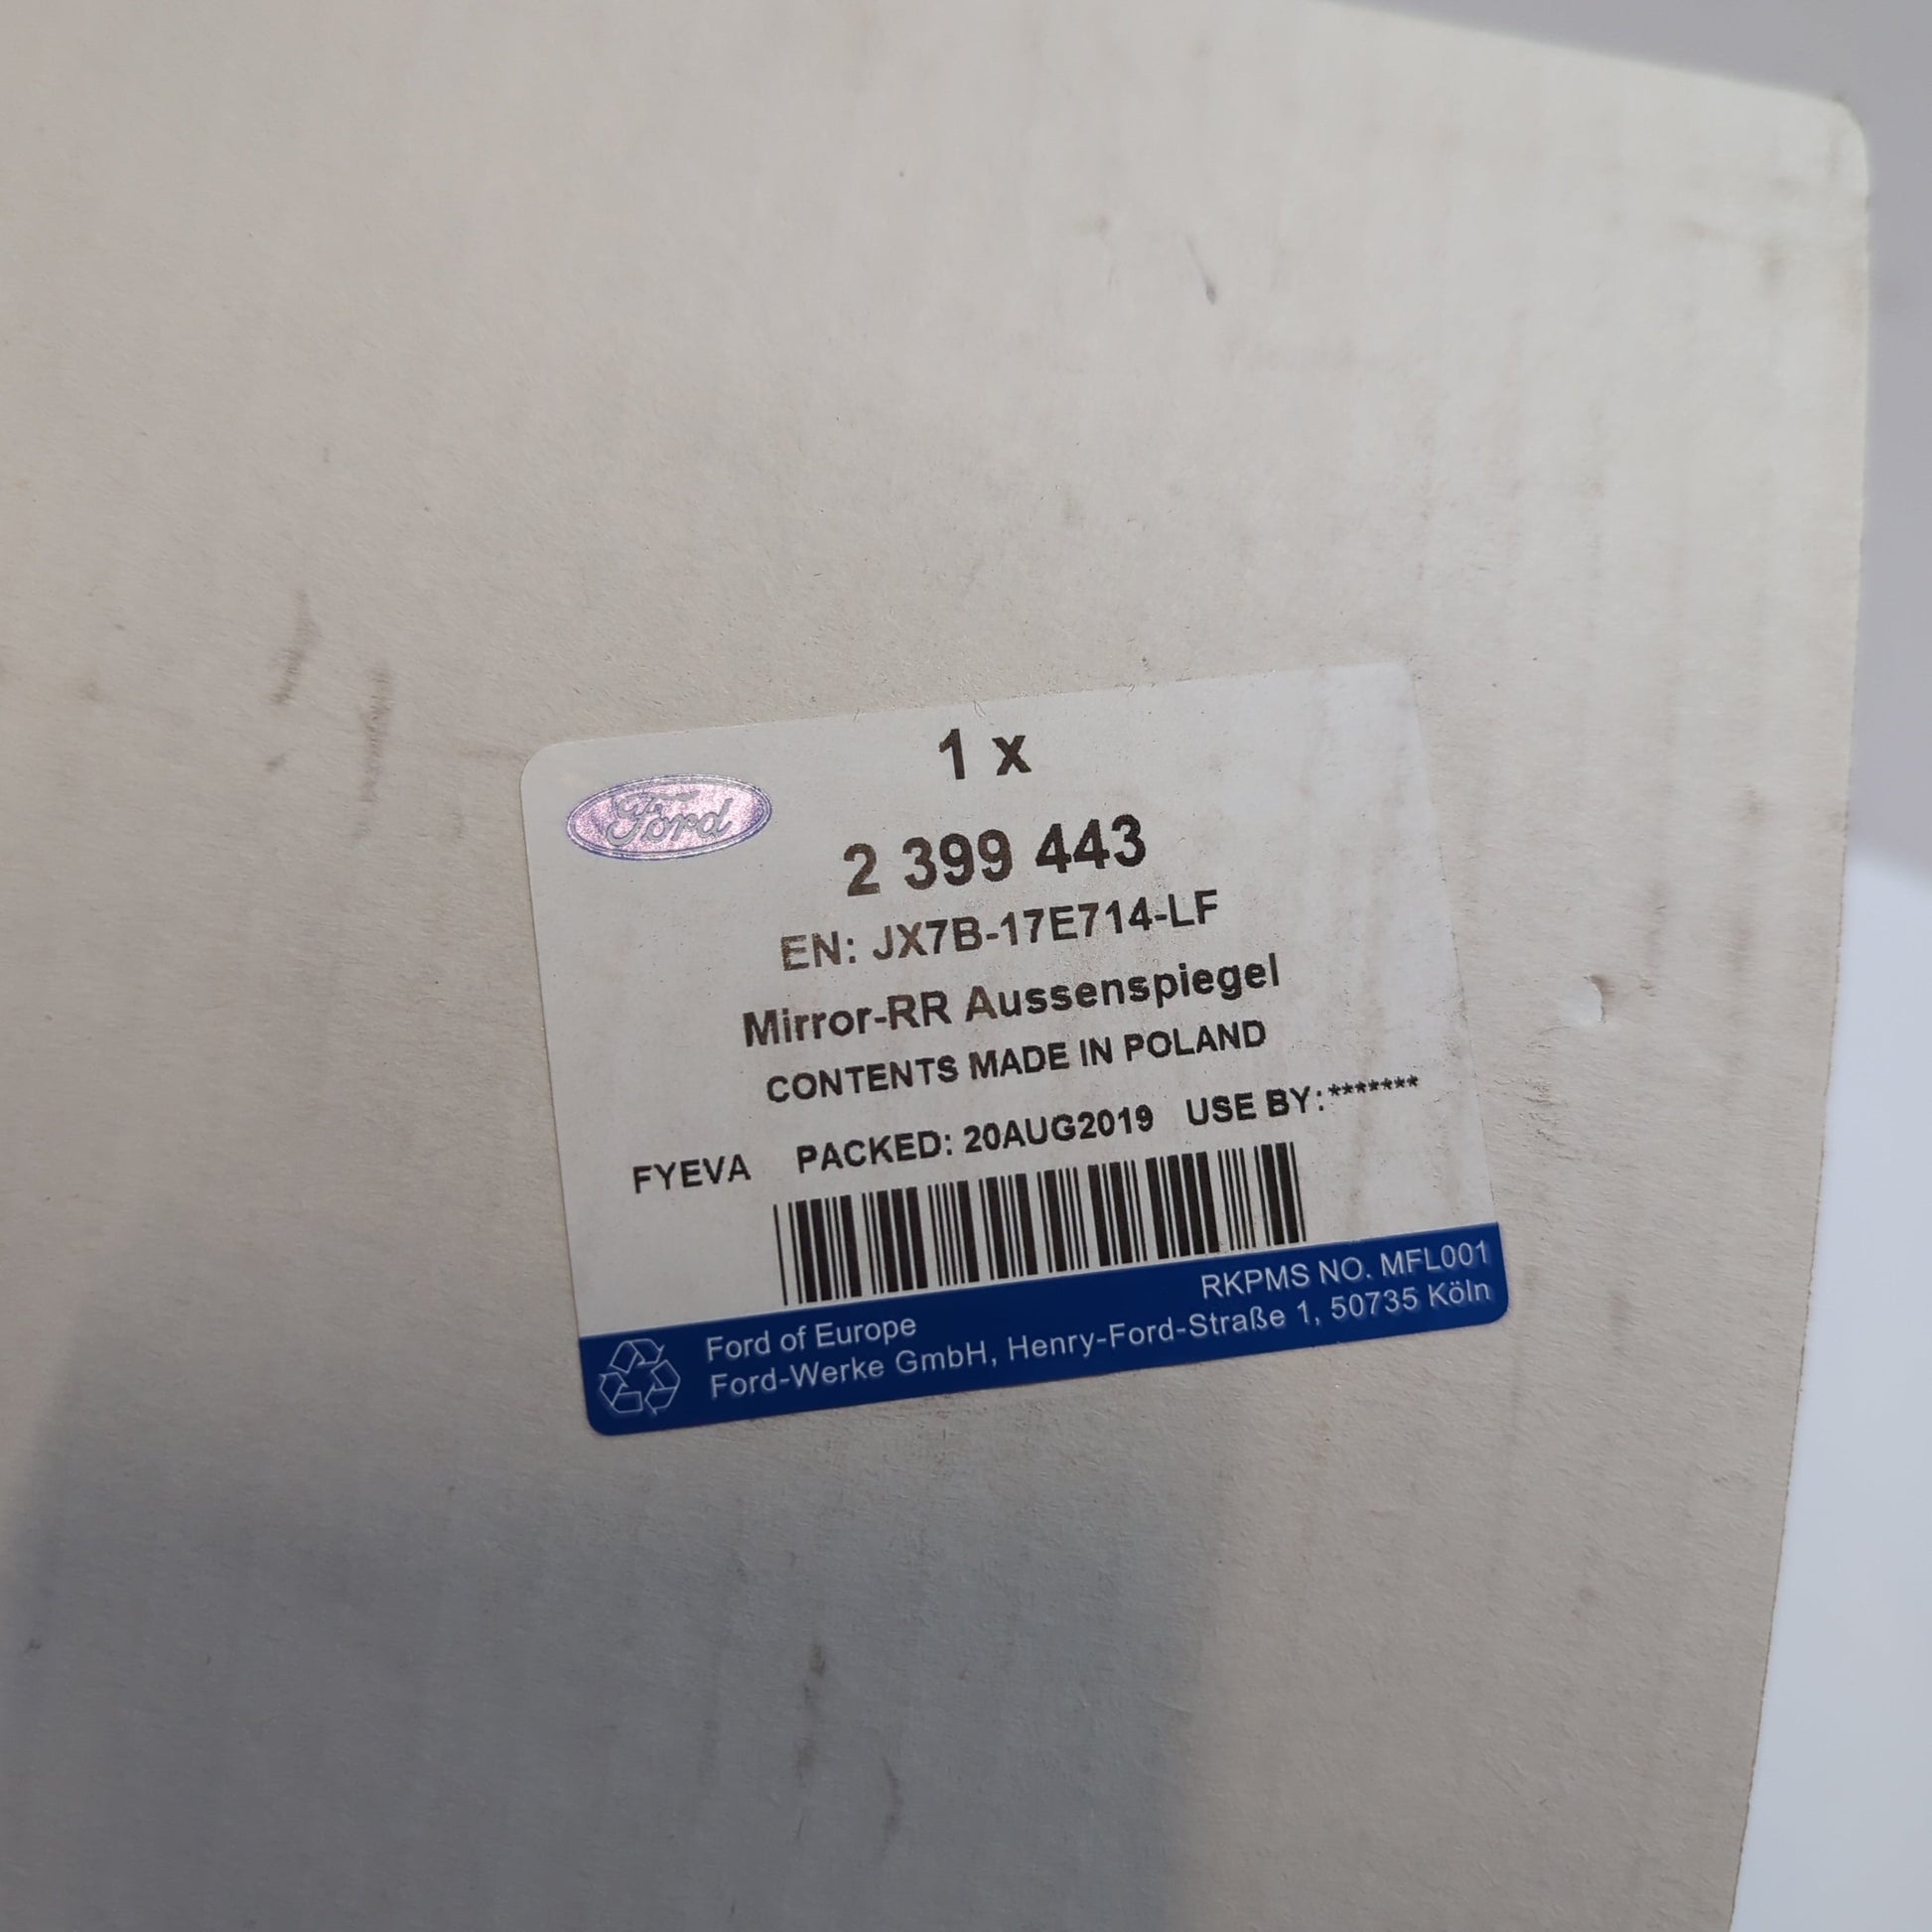 1 x
Ford
2 399 443
EN: JX7B-17E714-LF
Mirror-RR Aussenspiegel
CONTENTS MADE IN POLAND
FYEVA PACKED: 20AUG2019 USE BY:*******
RKPMS NO. MFL001
Ford of Europe
Ford-Werke GmbH, Henry-Ford-Straße 1, 50735 Köln